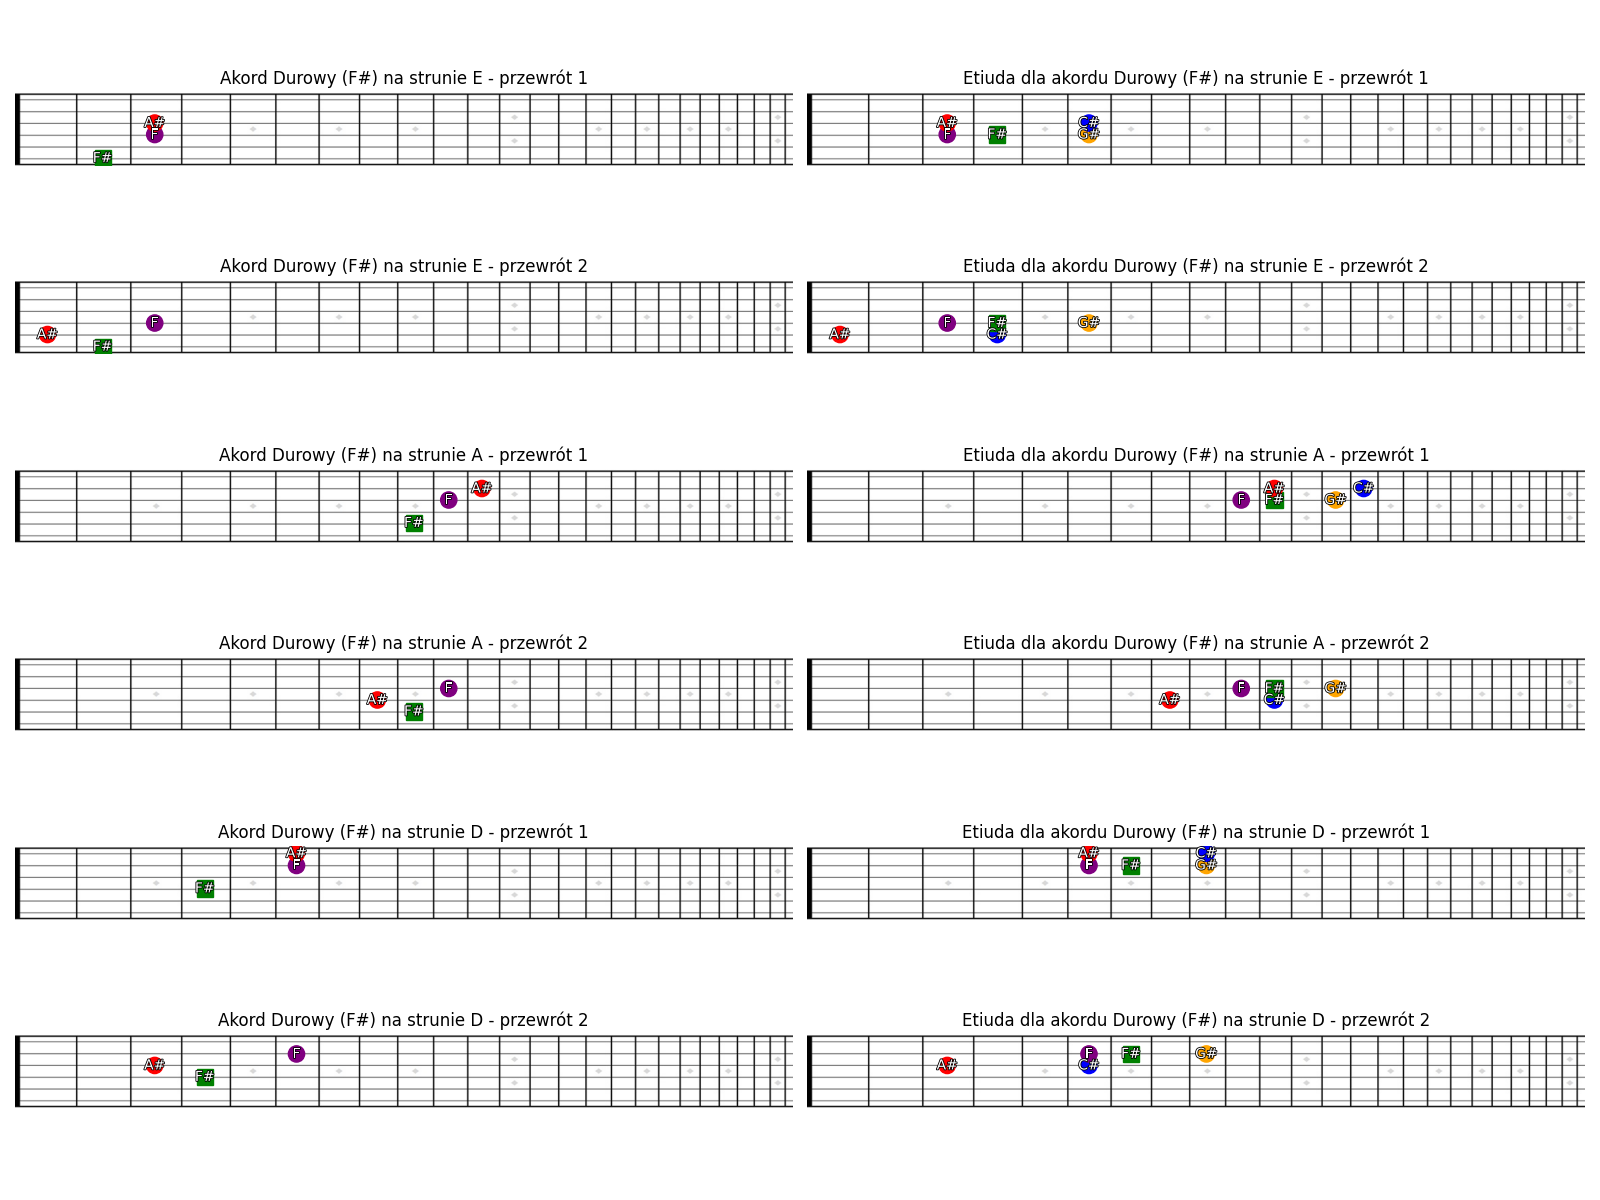 Akord Durowy (F#) na strunie E - przewrót 1
A#
F
F#
Etiuda dla akordu Durowy (F#) na strunie E - przewrót 1
A#
C#
F
F#
G#
Akord Durowy (F#) na strunie E - przewrót 2
F
A#
F#
Etiuda dla akordu Durowy (F#) na strunie E - przewrót 2
F
F#
G#
A#
C#
Akord Durowy (F#) na strunie A - przewrót 1
A#
F
F#
Etiuda dla akordu Durowy (F#) na strunie A - przewrót 1
A#
C#
F
F#
G#
Akord Durowy (F#) na strunie A - przewrót 2
F
A#
F#
Etiuda dla akordu Durowy (F#) na strunie A - przewrót 2
F
F#
G#
A#
C#
Akord Durowy (F#) na strunie D - przewrót 1
A#
F
F#
Etiuda dla akordu Durowy (F#) na strunie D - przewrót 1
A#
C#
F
F#
G#
Akord Durowy (F#) na strunie D - przewrót 2
F
A#
F#
Etiuda dla akordu Durowy (F#) na strunie D - przewrót 2
F
F#
G#
A#
C#